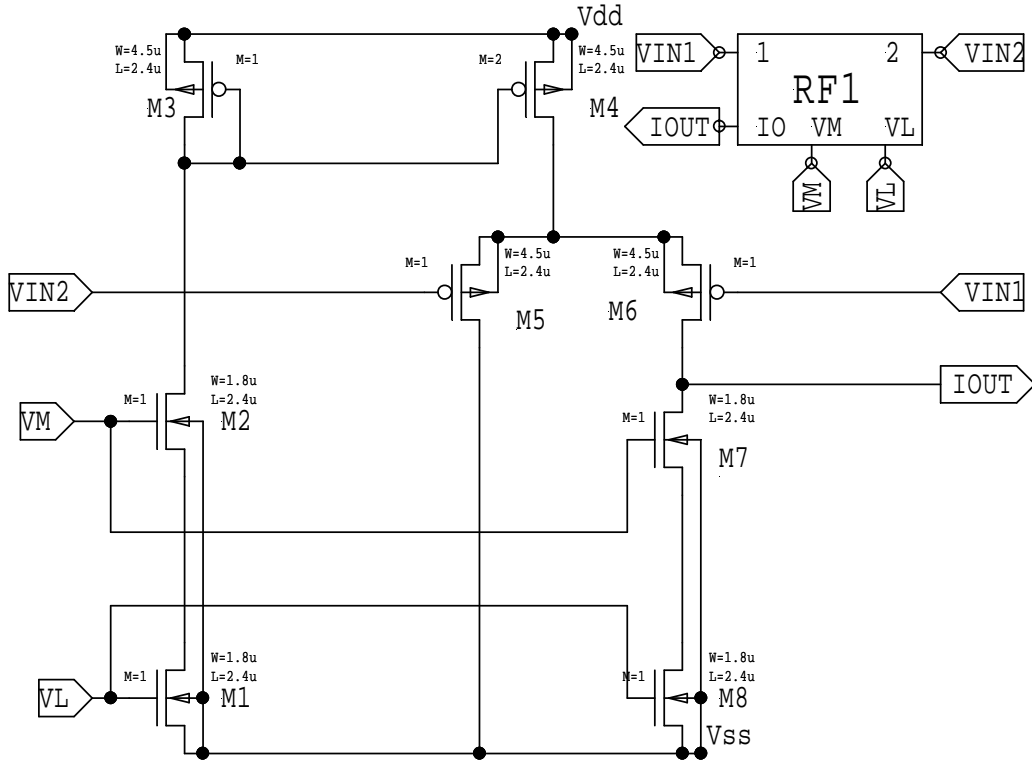 Vdd
W=4.5u
L=2.4u
M=1
M3
M=2
W=4.5u
L=2.4u
M4
VIN1
1
2
VIN2
RF1
IOUT
IO
VM
VL
VM
VL
VIN2
M=1
W=4.5u
L=2.4u
M5
W=4.5u
L=2.4u
M=1
M6
VIN1
IOUT
VM
M=1
W=1.8u
L=2.4u
M2
M=1
W=1.8u
L=2.4u
M7
VL
M=1
W=1.8u
L=2.4u
M1
M=1
W=1.8u
L=2.4u
M8
Vss